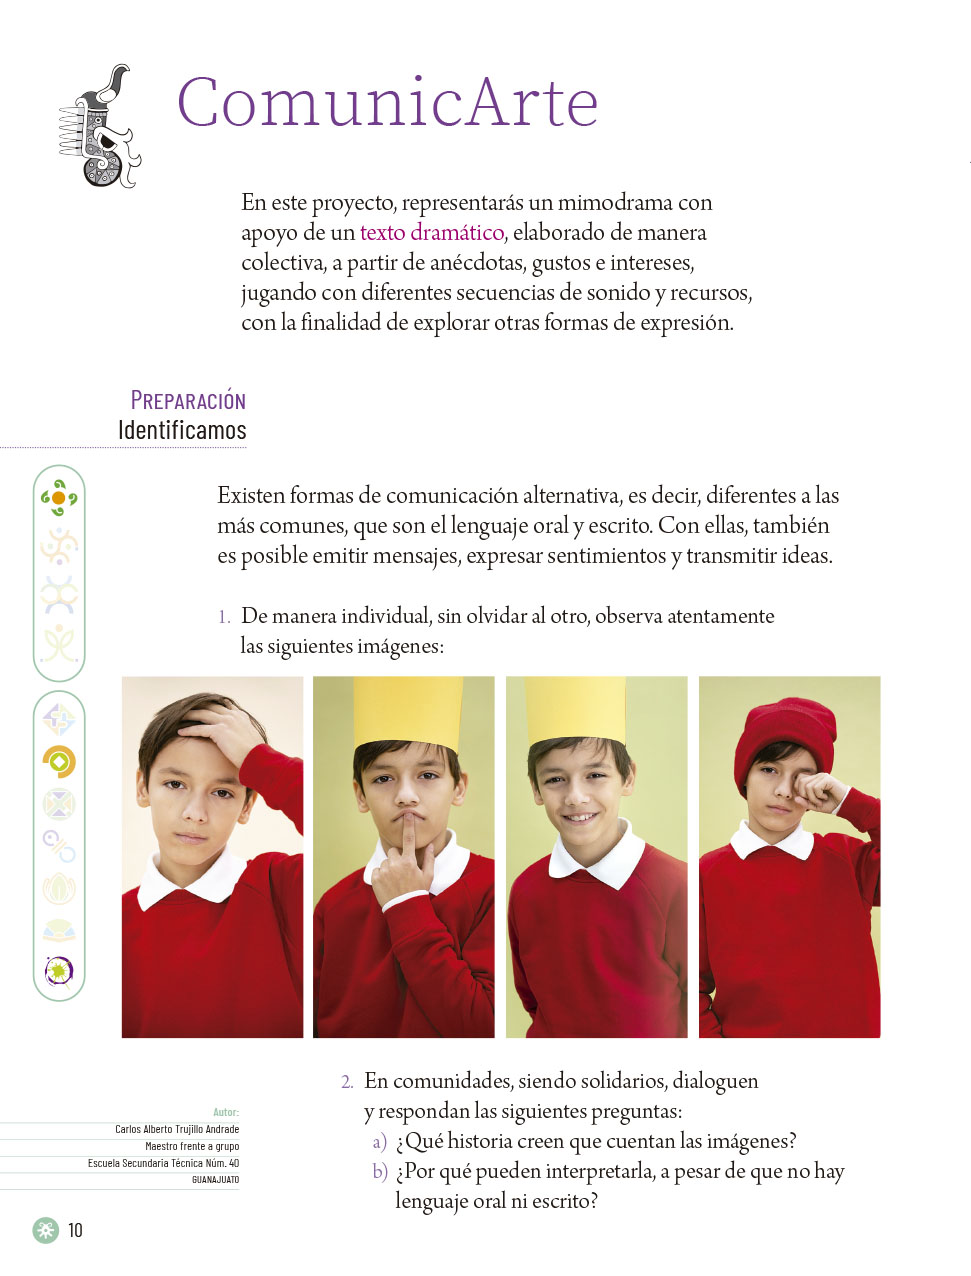 ComunicArte
En este proyecto, representarás un mimodrama con
apoyo de un texto dramático, elaborado de manera
colectiva, a partir de anécdotas, gustos e intereses,
jugando con diferentes secuencias de sonido y recursos,
con la finalidad de explorar otras formas de expresión.
Preparación
Identificamos
Existen formas de comunicación alternativa, es decir, diferentes a las
más comunes, que son el lenguaje oral y escrito. Con ellas, también
es posible emitir mensajes, expresar sentimientos y transmitir ideas.
1. De manera individual, sin olvidar al otro, observa atentamente
las siguientes imágenes:
2. En comunidades, siendo solidarios, dialoguen
y respondan las siguientes preguntas:
a) ¿Qué historia creen que cuentan las imágenes?
b) ¿Por qué pueden interpretarla, a pesar de que no hay
lenguaje oral ni escrito?
Autor:
Carlos Alberto Trujillo Andrade
Maestro frente a grupo
Escuela Secundaria Técnica Núm. 40
GUANAJUATO
10